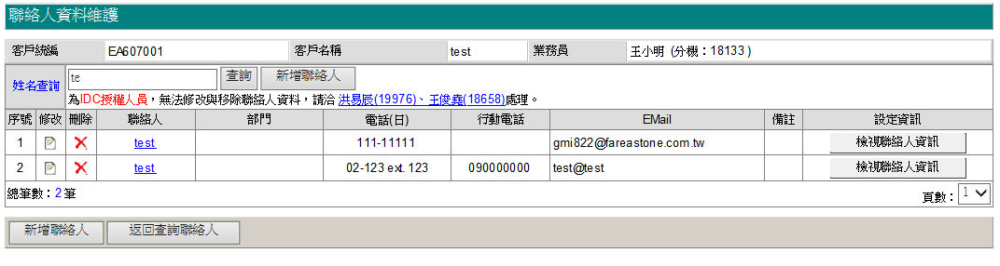 聯絡人資料維護
客戶統編 EA607001 客戶名稱 test 業務員 王小明 (分機：18133 )
姓名查詢 te 查詢 新增聯絡人
為IDC授權人員，無法修改與移除聯絡人資料，請洽 洪易辰(19976)、王俊堯(18658)處理。
序號 修改 刪除 聯絡人 部門 電話(日) 行動電話 EMail 備註 設定資訊
1 test 111-11111 gmi822@fareastone.com.tw 檢視聯絡人資訊
2 test 02-123 ext. 123 090000000 test@test 檢視聯絡人資訊
總筆數：2 筆 頁數： 1
新增聯絡人 返回查詢聯絡人